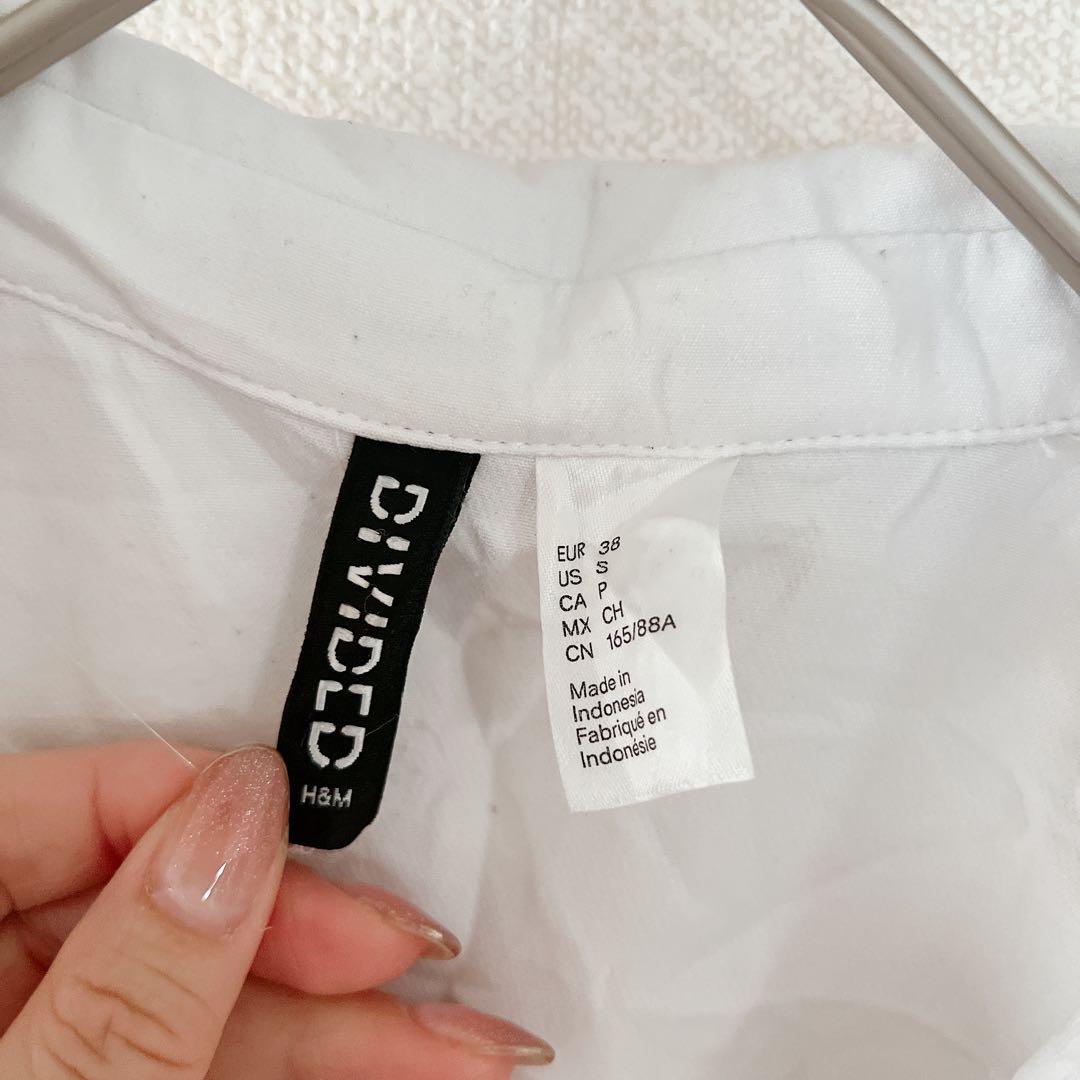 DIVIDED
H&M
EUR 38
US S
CA P
MX CH
CN 165/88A
Made in
Indonesia
Fabriqué en
Indonésie